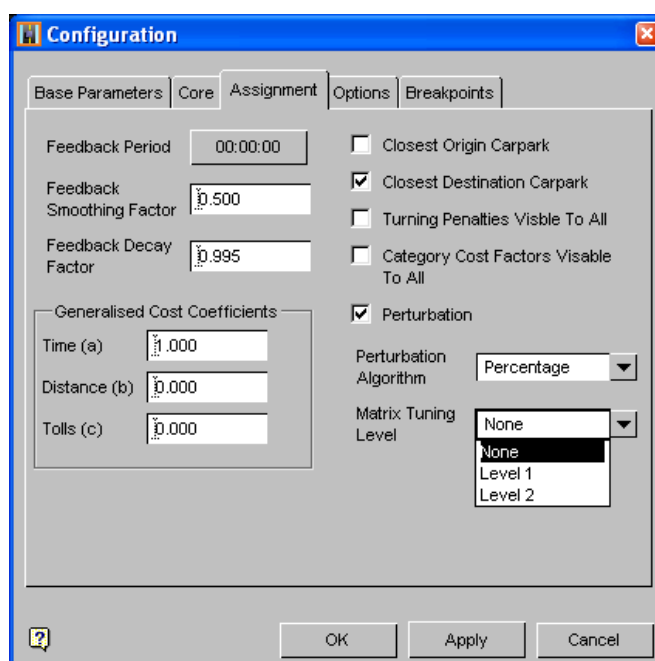 Configuration
Base Parameters
Core
Assignment
Options
Breakpoints
Feedback Period
00:00:00
Feedback
Smoothing Factor
0.500
Feedback Decay
Factor
0.995
Generalised Cost Coefficients
Time (a)
1.000
Distance (b)
0.000
Tolls (c)
0.000
Closest Origin Carpark
Closest Destination Carpark
Turning Penalties Visble To All
Category Cost Factors Visable
To All
Perturbation
Perturbation
Algorithm
Percentage
Matrix Tuning
Level
None
None
Level 1
Level 2
OK
Apply
Cancel